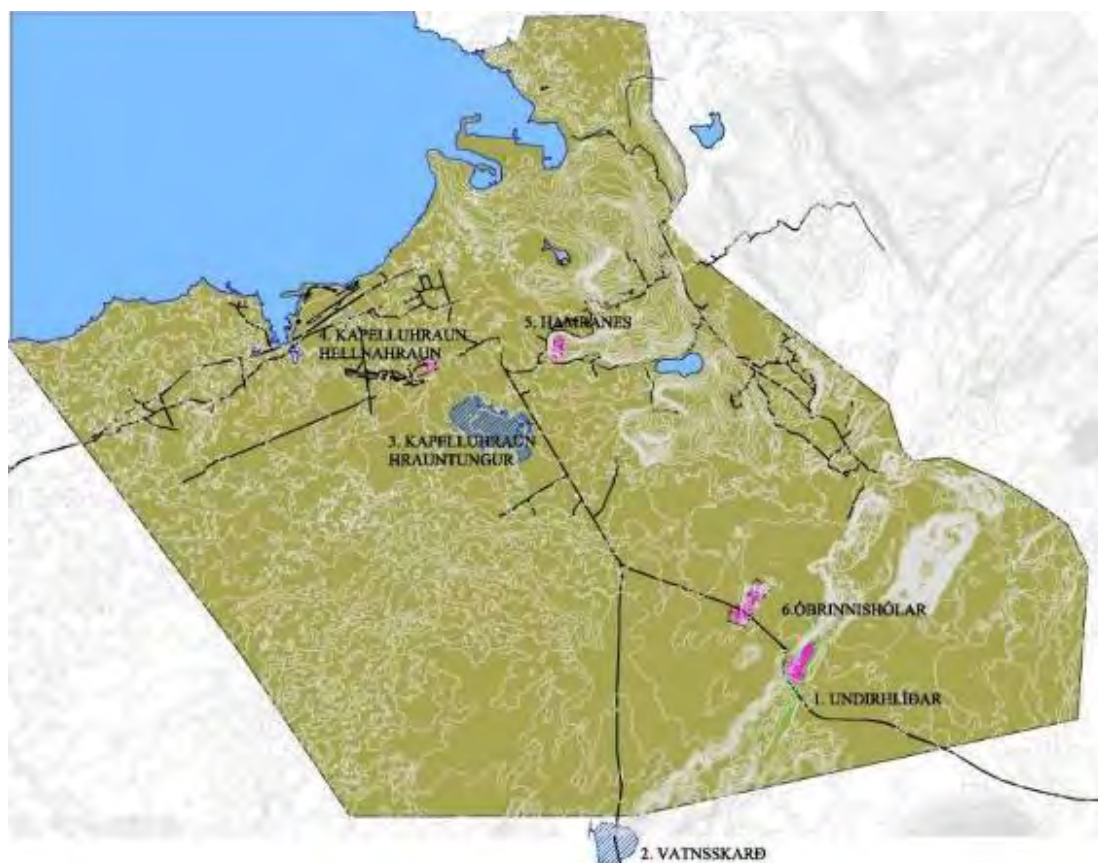 5. HAMRANES
4. KAPELLUHRAUN
HELLNAHRAUN
3. KAPELLUHRAUN
HRAUNTUNGUR
6.ÓBRINNISHÓLAR
1. UNDIRHLÍÐAR
2. VATNSSKARÐ